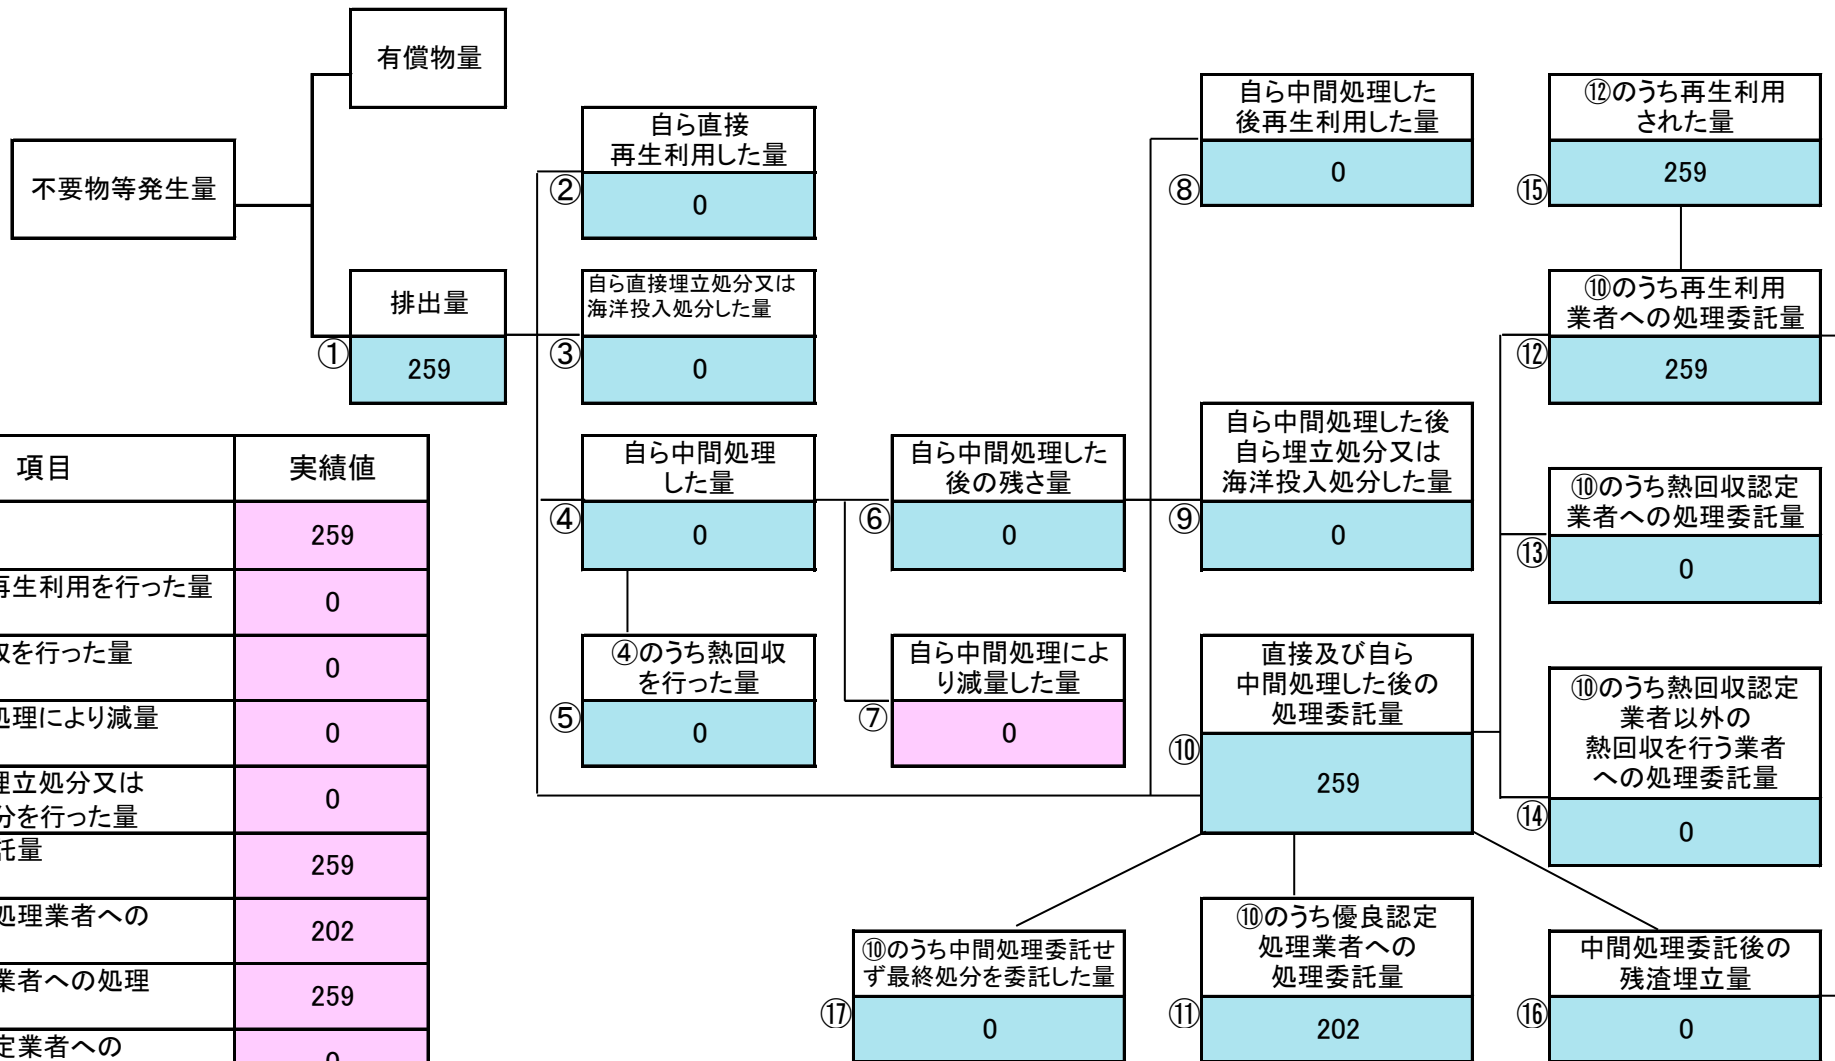 有償物量
不要物等発生量
排出量
①
259
自ら直接
再生利用した量
②
0
自ら直接埋立処分又は
海洋投入処分した量
③
0
自ら中間処理
した量
④
0
④のうち熱回収
を行った量
⑤
0
自ら中間処理した
後の残さ量
⑥
0
自ら中間処理によ
り減量した量
⑦
0
自ら中間処理した
後再生利用した量
⑧
0
自ら中間処理した後
自ら埋立処分又は
海洋投入処分した量
⑨
0
直接及び自ら
中間処理した後の
処理委託量
⑩
259
⑩のうち優良認定
処理業者への
処理委託量
⑪
202
⑩のうち中間処理委託せ
ず最終処分を委託した量
⑰
0
⑫のうち再生利用
された量
⑮
259
⑩のうち再生利用
業者への処理委託量
⑫
259
⑩のうち熱回収認定
業者への処理委託量
⑬
0
⑩のうち熱回収認定
業者以外の
熱回収を行う業者
への処理委託量
⑭
0
中間処理委託後の
残渣埋立量
⑯
0
項目 実績値
259
再生利用を行った量 0
収を行った量 0
処理により減量 0
埋立処分又は
分を行った量 0
託量 259
処理業者への 202
業者への処理 259
定業者への 0